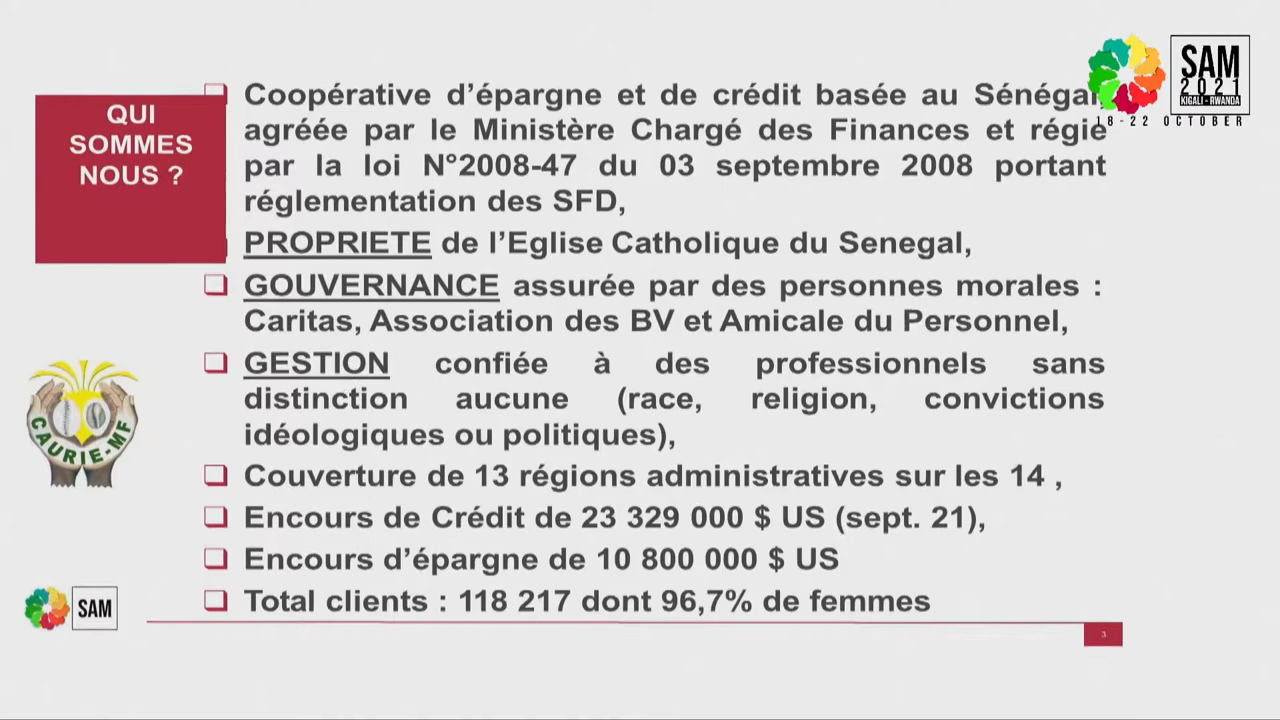 SAM
2021
KIGALI - RWANDA
18-22 OCTOBER
QUI
SOMMES
NOUS ?
Coopérative d’épargne et de crédit basée au Sénégal,
agréée par le Ministère Chargé des Finances et régie
par la loi N°2008-47 du 03 septembre 2008 portant
réglementation des SFD,
PROPRIETE de l’Eglise Catholique du Senegal,
GOUVERNANCE assurée par des personnes morales :
Caritas, Association des BV et Amicale du Personnel,
GESTION confiée à des professionnels sans
distinction aucune (race, religion, convictions
idéologiques ou politiques),
Couverture de 13 régions administratives sur les 14 ,
Encours de Crédit de 23 329 000 $ US (sept. 21),
Encours d’épargne de 10 800 000 $ US
Total clients : 118 217 dont 96,7% de femmes
CAURIE-MF
SAM
3